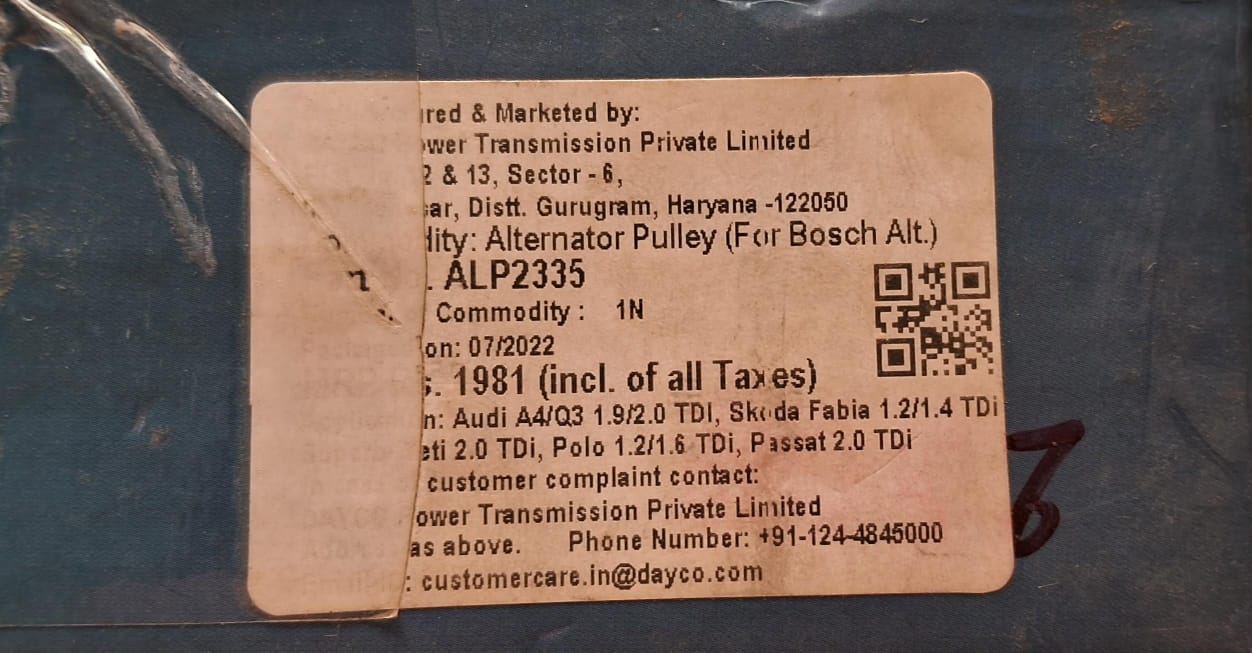 ured & Marketed by:
ower Transmission Private Limited
2 & 13, Sector - 6,
sar, Distt. Gurugram, Haryana -122050
dity: Alternator Pulley (For Bosch Alt.)
. ALP2335
Commodity : 1N
on: 07/2022
s. 1981 (incl. of all Taxes)
n: Audi A4/Q3 1.9/2.0 TDI, Skoda Fabia 1.2/1.4 TDi
eti 2.0 TDi, Polo 1.2/1.6 TDi, Passat 2.0 TDi
customer complaint contact:
ower Transmission Private Limited
as above. Phone Number: +91-124-4845000
: customercare.in@dayco.com